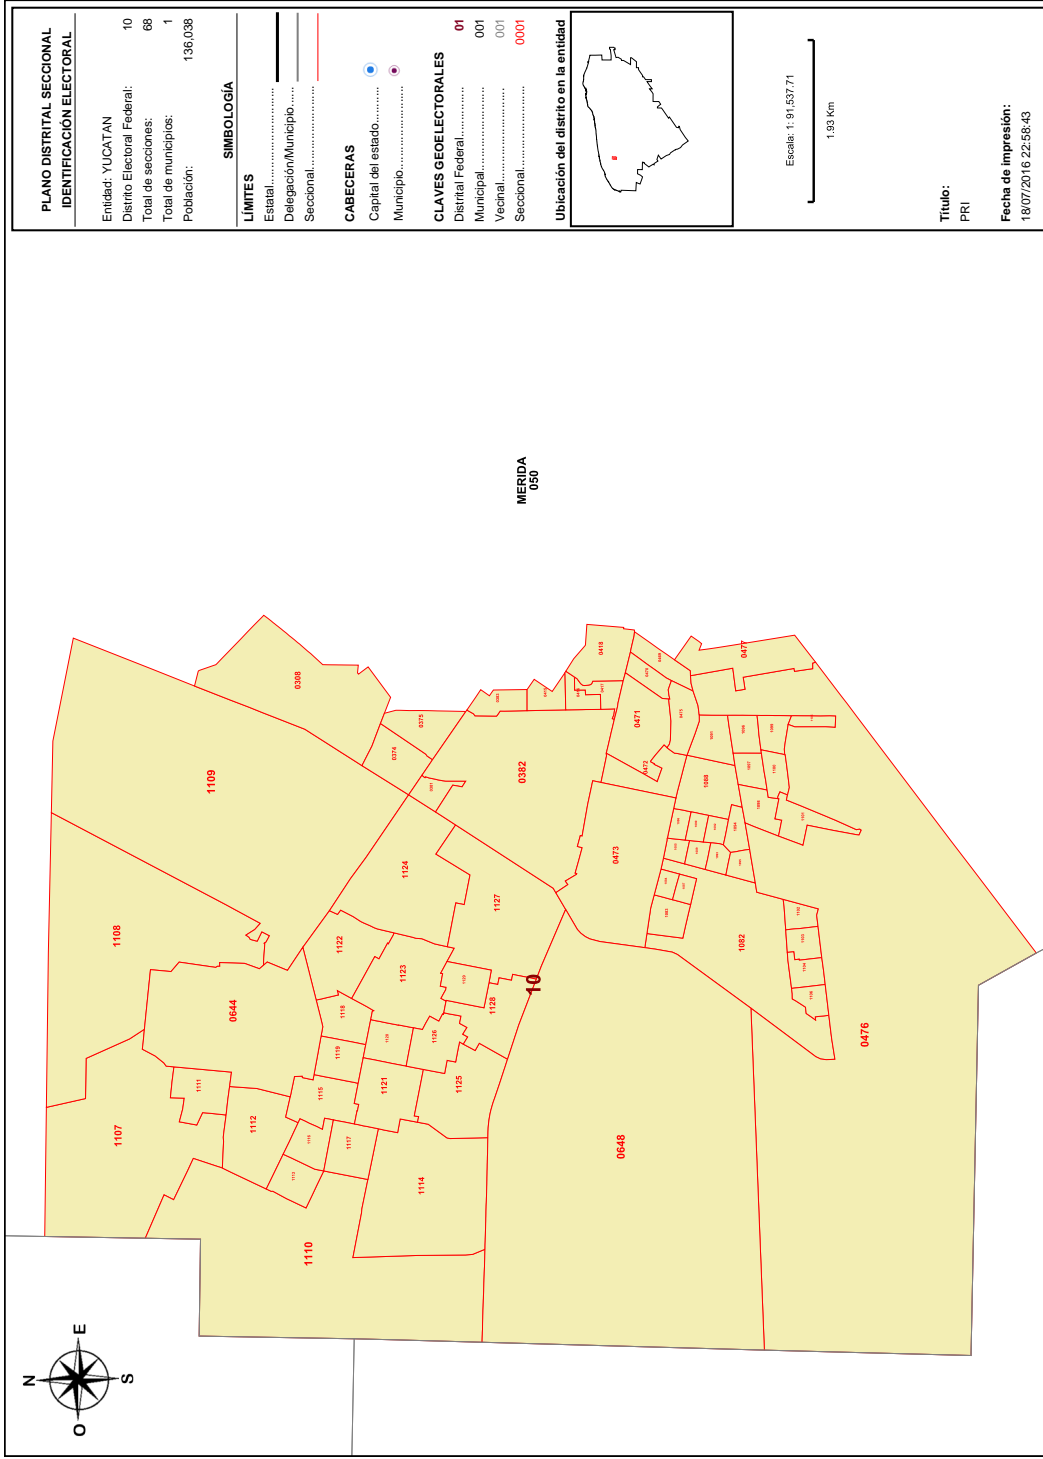 PLANO DISTRITAL SECCIONAL
IDENTIFICACIÓN ELECTORAL
Entidad: YUCATAN
Distrito Electoral Federal: 10
Total de secciones: 68
Total de municipios: 1
Población: 136,038
SIMBOLOGÍA
LÍMITES
Estatal
Delegación/Municipio
Seccional
CABECERAS
Capital del estado
Municipio
CLAVES GEOELECTORALES
Distrital Federal 01
Municipal 001
Vecinal 001
Seccional 0001
Ubicación del distrito en la entidad
Escala: 1: 91,537.71
1.93 Km
Título:
PRI
Fecha de impresión:
18/07/2016 22:58:43
MERIDA
050
N
E
S
O
10
0308
1109
0375
0374
1108
1124
0382
0418
0477
0471
0472
0473
1088
1127
1122
1123
1128
1082
0644
1118
1119
1126
1125
1121
1115
1111
1112
1107
1117
1114
1110
0648
0476